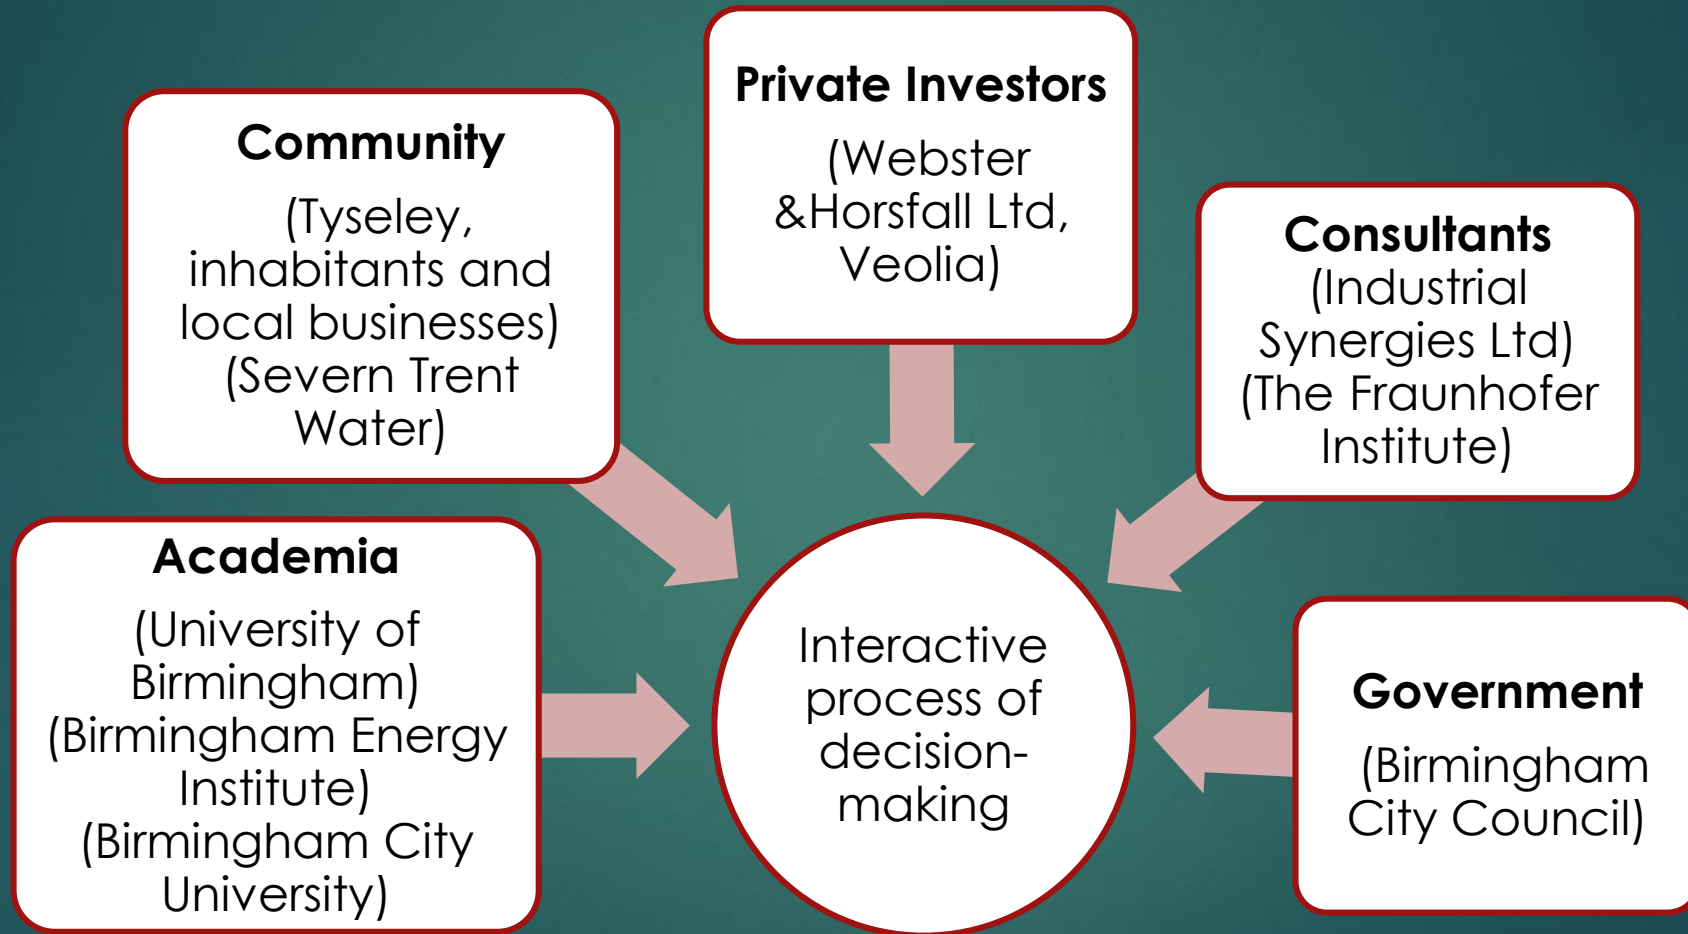 Private Investors
(Webster
&Horsfall Ltd,
Veolia)
Community
(Tyseley,
inhabitants and
local businesses)
(Severn Trent
Water)
Consultants
(Industrial
Synergies Ltd)
(The Fraunhofer
Institute)
Academia
(University of
Birmingham)
(Birmingham Energy
Institute)
(Birmingham City
University)
Interactive
process of
decision-
making
Government
(Birmingham
City Council)